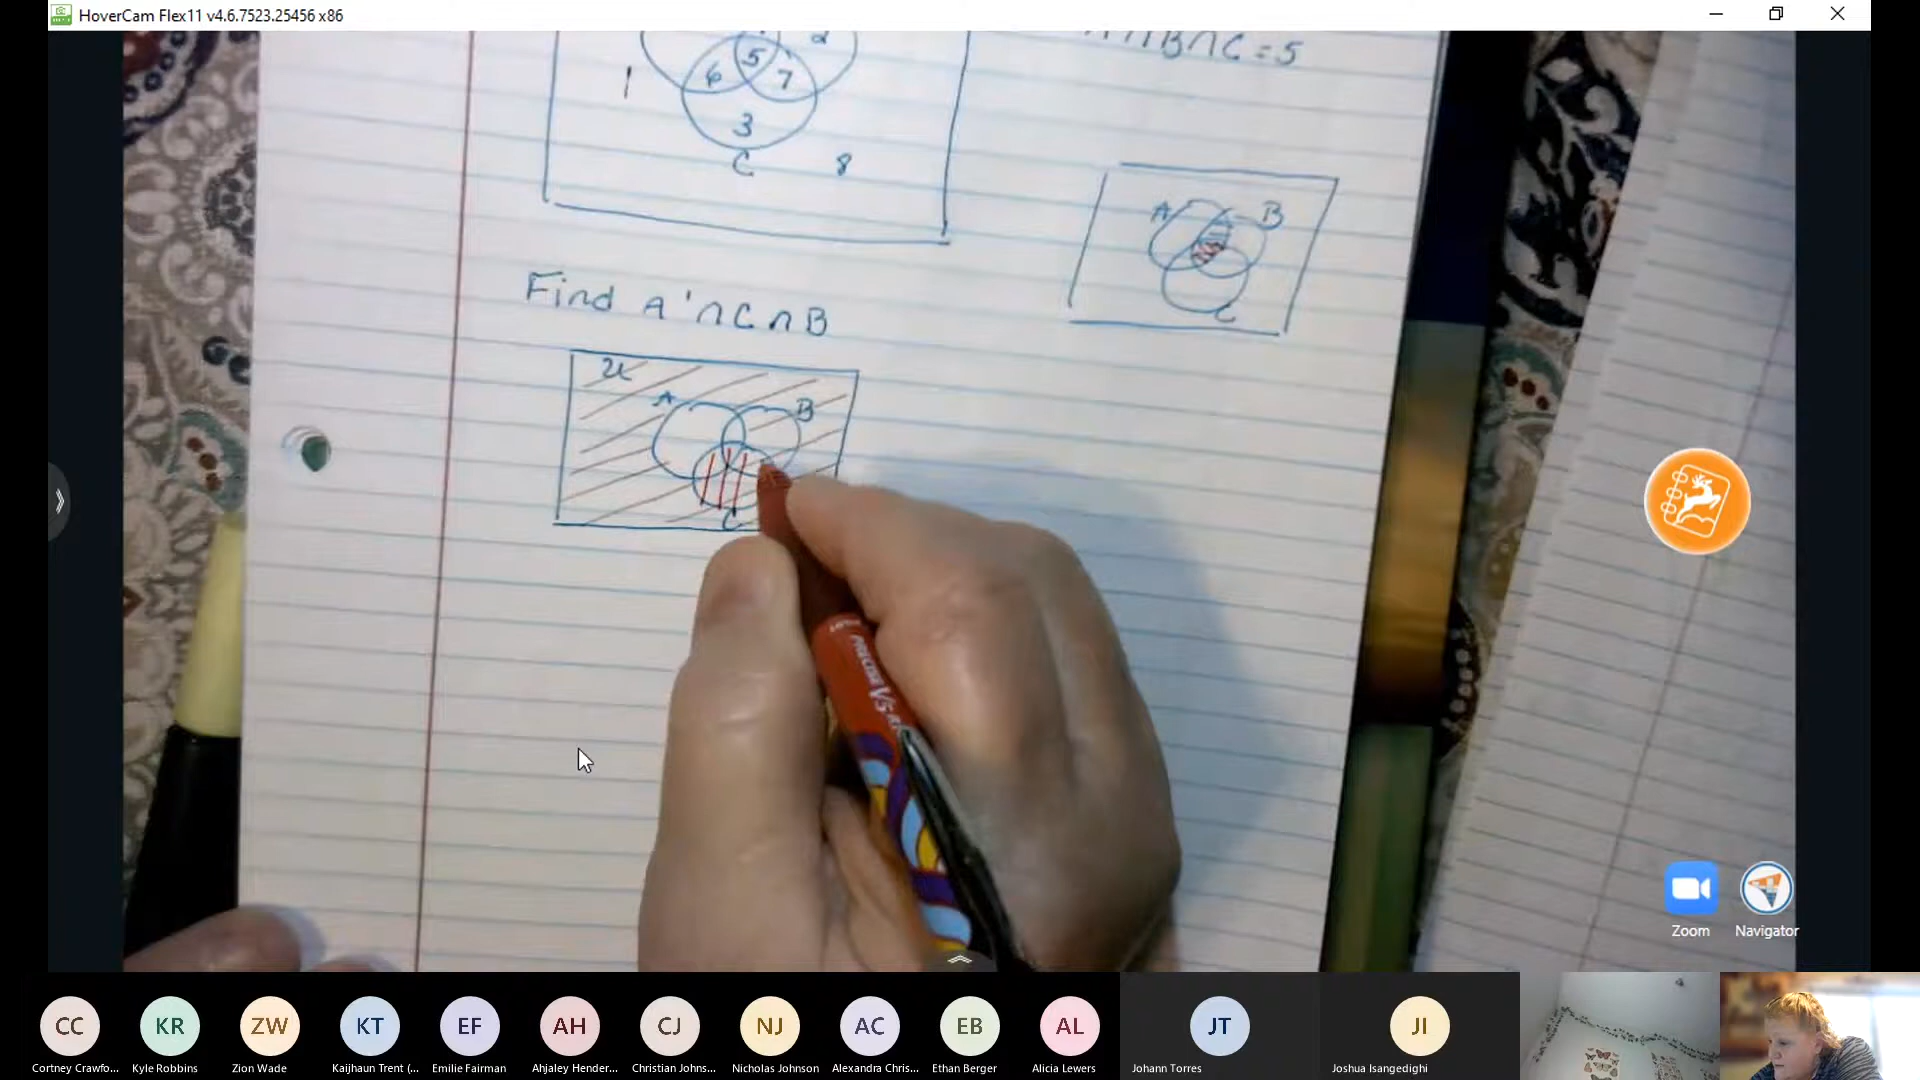 HoverCam Flex11 v4.6.7523.25456 x86
2
5
6 7
1
3
C 8
B∩C = 5
A B
C
Find A'∩C∩B
U
A B
C
PRECISE V5 RT
Zoom Navigator
CC KR ZW KT EF AH CJ NJ AC EB AL JT JI
Cortney Crawfo... Kyle Robbins Zion Wade Kaijhaun Trent (... Emilie Fairman Ahjaley Hender... Christian Johns... Nicholas Johnson Alexandra Chris... Ethan Berger Alicia Lewers Johann Torres Joshua Isangedighi